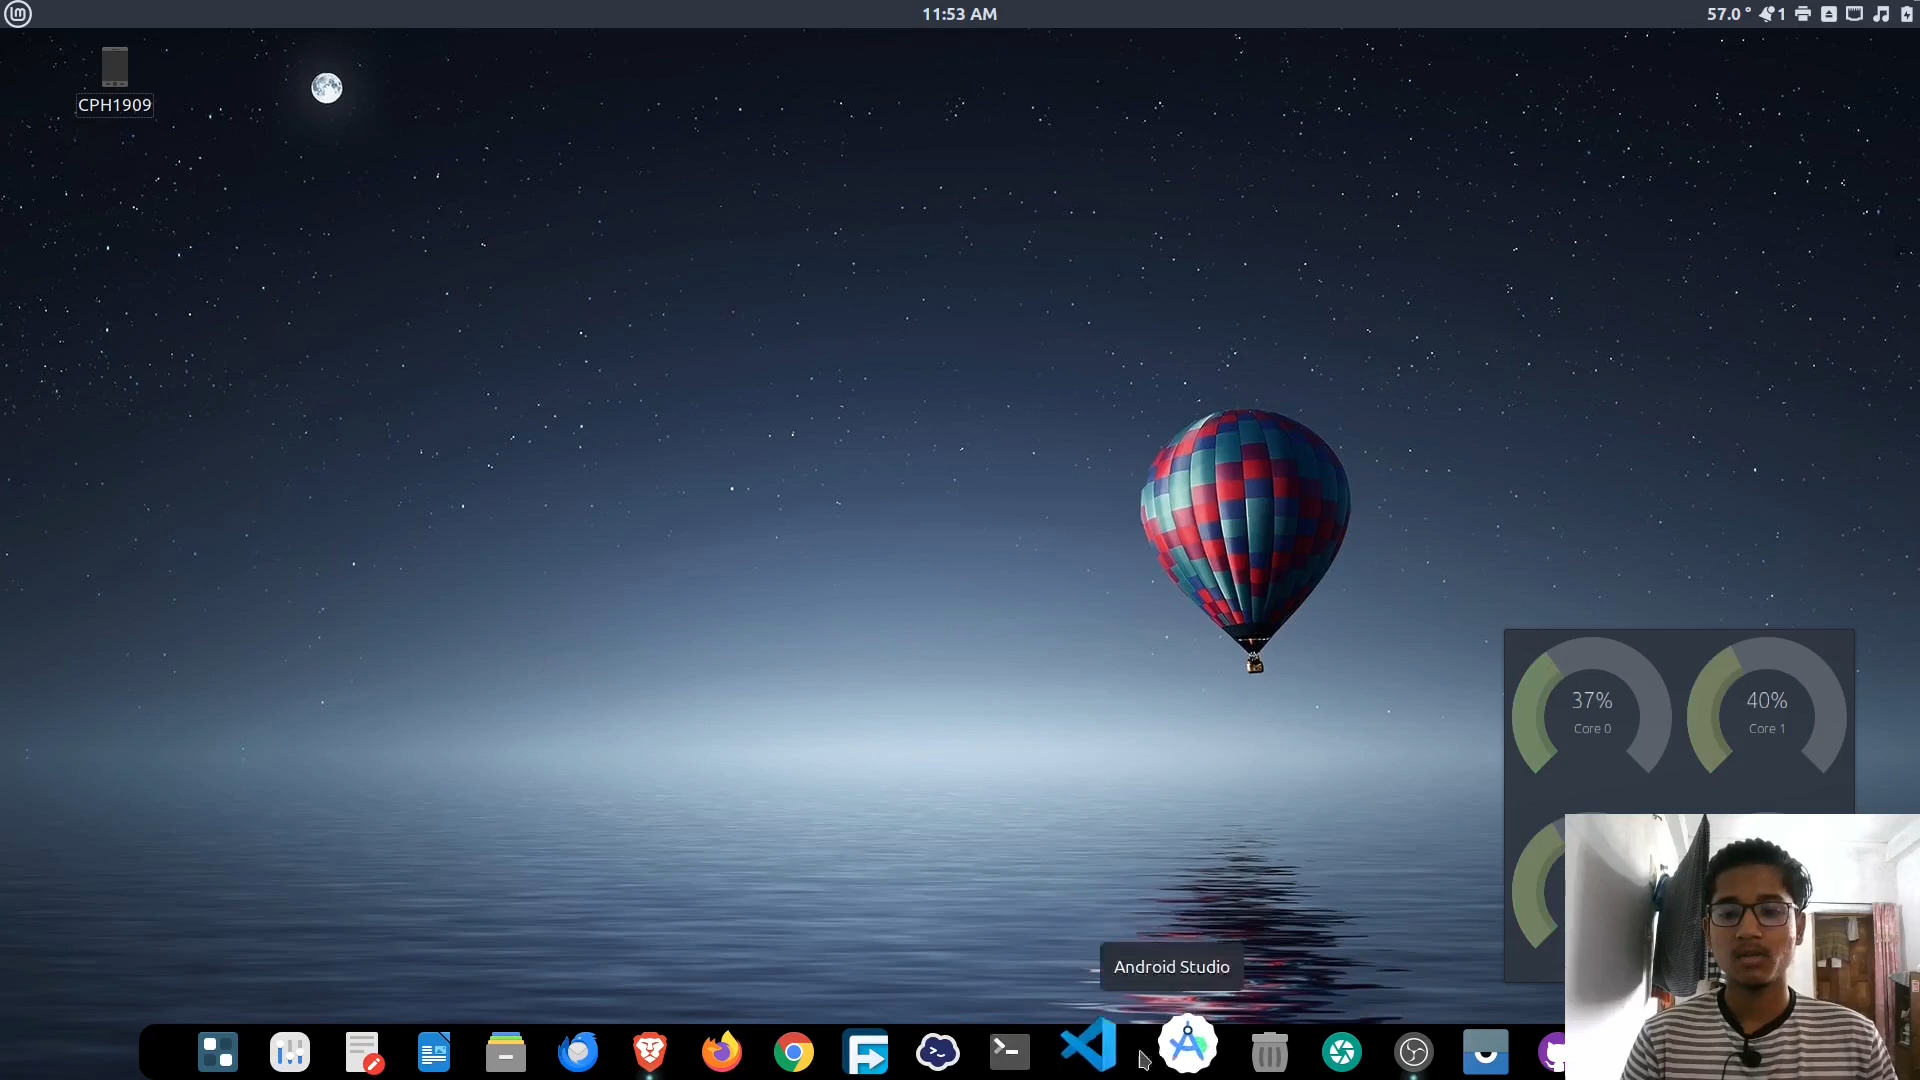 11:53 AM
57.0 °
1
CPH1909
37%
Core 0
40%
Core 1
Android Studio